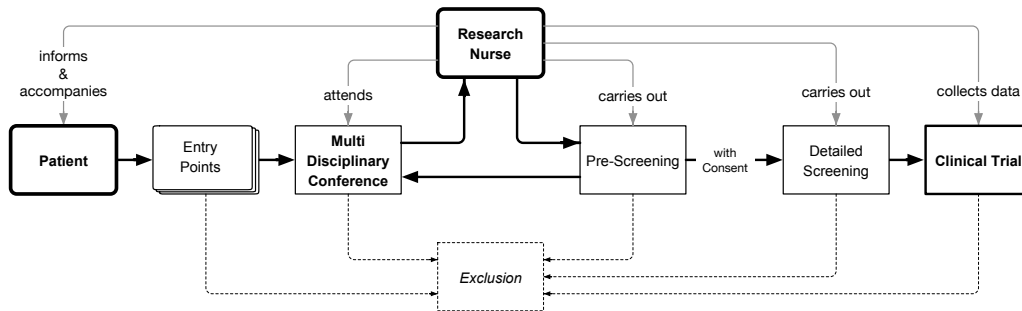 Research
Nurse
informs
&
accompanies
attends
carries out
carries out
collects data
Patient
Entry
Points
Multi
Disciplinary
Conference
Pre-Screening
with
Consent
Detailed
Screening
Clinical Trial
Exclusion